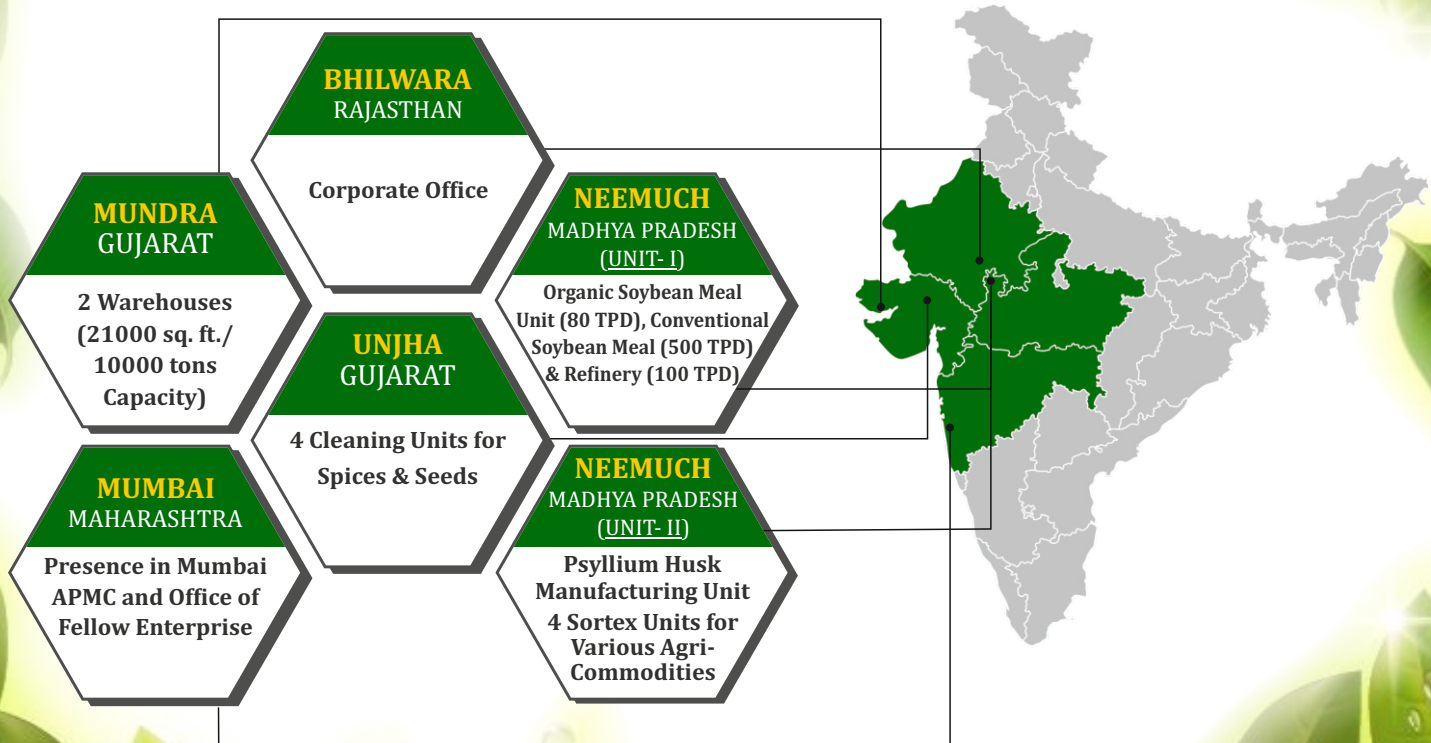 BHILWARA
RAJASTHAN
Corporate Office
MUNDRA
GUJARAT
2 Warehouses
(21000 sq. ft./
10000 tons
Capacity)
NEEMUCH
MADHYA PRADESH
(UNIT- I)
Organic Soybean Meal
Unit (80 TPD), Conventional
Soybean Meal (500 TPD)
& Refinery (100 TPD)
UNJHA
GUJARAT
4 Cleaning Units for
Spices & Seeds
MUMBAI
MAHARASHTRA
Presence in Mumbai
APMC and Office of
Fellow Enterprise
NEEMUCH
MADHYA PRADESH
(UNIT- II)
Psyllium Husk
Manufacturing Unit
4 Sortex Units for
Various Agri-
Commodities